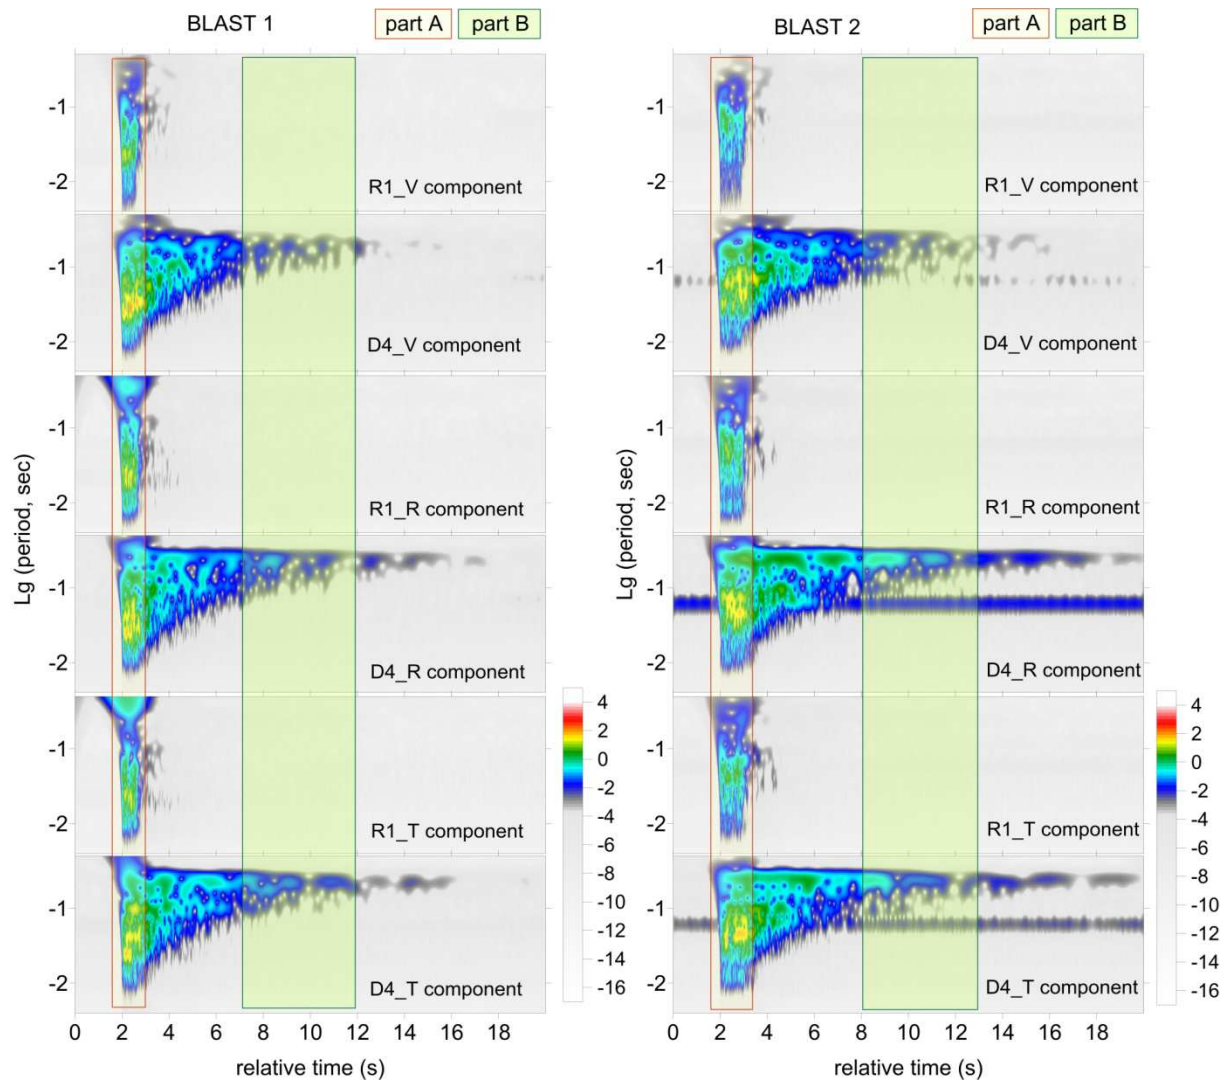 BLAST 1
part A
part B
BLAST 2
part A
part B
-1
-2
R1_V component
-1
-2
R1_V component
-1
-2
D4_V component
-1
-2
D4_V component
Lg (period, sec)
-1
-2
R1_R component
Lg (period, sec)
-1
-2
R1_R component
-1
-2
D4_R component
-1
-2
D4_R component
-1
-2
R1_T component
-1
-2
R1_T component
-1
-2
D4_T component
-1
-2
D4_T component
4
2
0
-2
-4
-6
-8
-10
-12
-14
-16
4
2
0
-2
-4
-6
-8
-10
-12
-14
-16
0 2 4 6 8 10 12 14 16 18
relative time (s)
0 2 4 6 8 10 12 14 16 18
relative time (s)